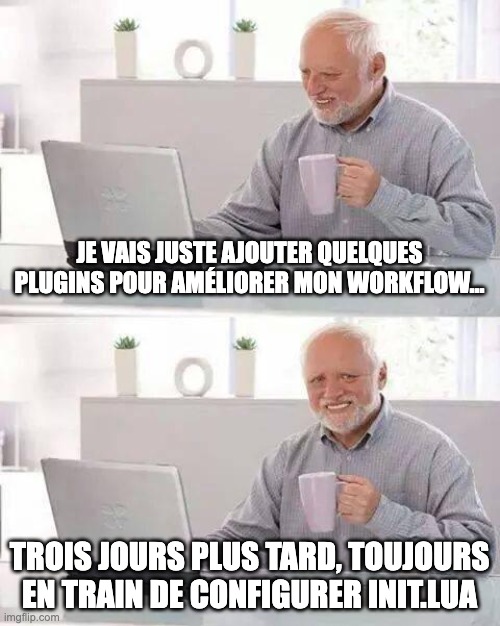 JE VAIS JUSTE AJOUTER QUELQUES
PLUGINS POUR AMÉLIORER MON WORKFLOW...
TROIS JOURS PLUS TARD, TOUJOURS
EN TRAIN DE CONFIGURER INIT.LUA
imgflip.com